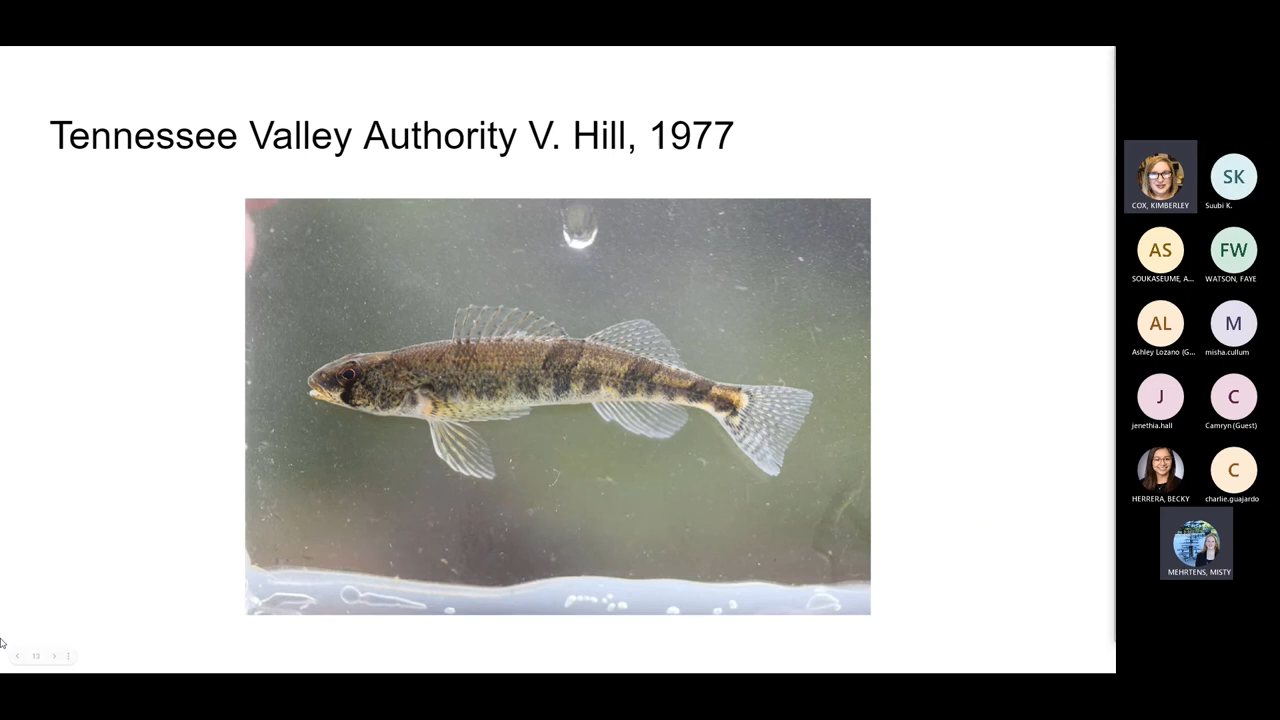 Tennessee Valley Authority V. Hill, 1977
COX, KIMBERLEY
SK
Suubi K.
AS
SOUKASEUME, A...
FW
WATSON, FAYE
AL
Ashley Lozano (G...
M
misha.cullum
J
jenethia.hall
C
Camryn (Guest)
HERRERA, BECKY
C
charlie.guajardo
MEHRTENS, MISTY
13